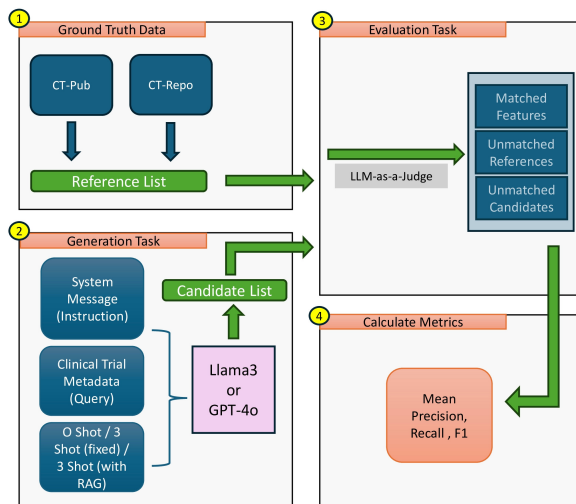 1
Ground Truth Data
CT-Pub
CT-Repo
Reference List
2
Generation Task
System
Message
(Instruction)
Clinical Trial
Metadata
(Query)
0 Shot / 3
Shot (fixed) /
3 Shot (with
RAG)
Candidate List
Llama3
or
GPT-4o
3
Evaluation Task
LLM-as-a-Judge
Matched
Features
Unmatched
References
Unmatched
Candidates
4
Calculate Metrics
Mean
Precision,
Recall , F1